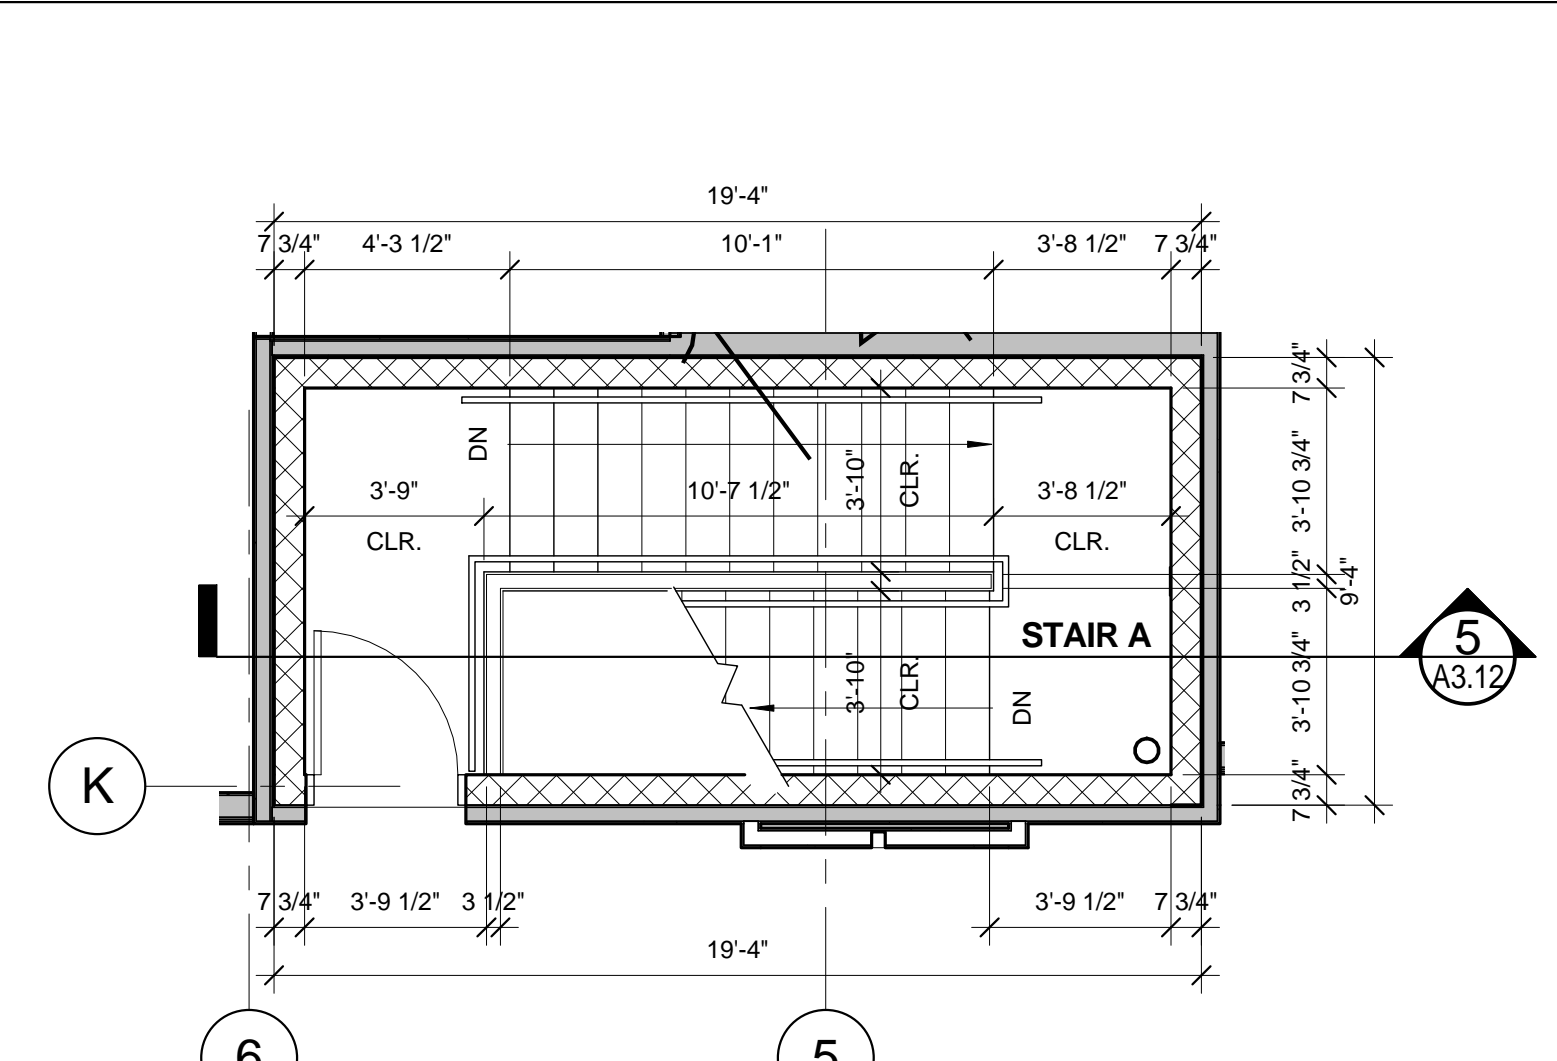 19'-4"
7 3/4" 4'-3 1/2" 10'-1" 3'-8 1/2" 7 3/4"
7 3/4"
DN
3'-10 3/4"
3'-9" 10'-7 1/2" 3'-10" CLR. 3'-8 1/2"
CLR. CLR.
3 1/2"
9'-4"
STAIR A
5
A3.12
3'-10" CLR.
3'-10 3/4"
DN
K
7 3/4"
7 3/4" 3'-9 1/2" 3 1/2" 3'-9 1/2" 7 3/4"
19'-4"
6 5